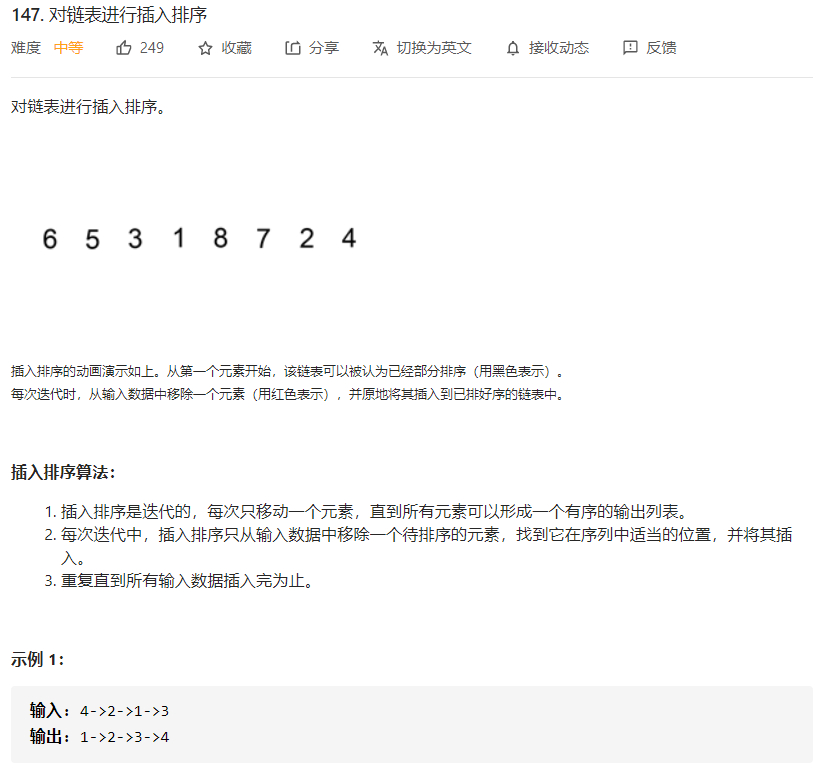 147. 对链表进行插入排序
难度 中等 249 收藏 分享 切换为英文 接收动态 反馈
对链表进行插入排序。
6 5 3 1 8 7 2 4
插入排序的动画演示如上。从第一个元素开始，该链表可以被认为已经部分排序（用黑色表示）。
每次迭代时，从输入数据中移除一个元素（用红色表示），并原地将其插入到已排好序的链表中。
插入排序算法：
1. 插入排序是迭代的，每次只移动一个元素，直到所有元素可以形成一个有序的输出列表。
2. 每次迭代中，插入排序只从输入数据中移除一个待排序的元素，找到它在序列中适当的位置，并将其插
入。
3. 重复直到所有输入数据插入完为止。
示例 1：
输入：4->2->1->3
输出：1->2->3->4